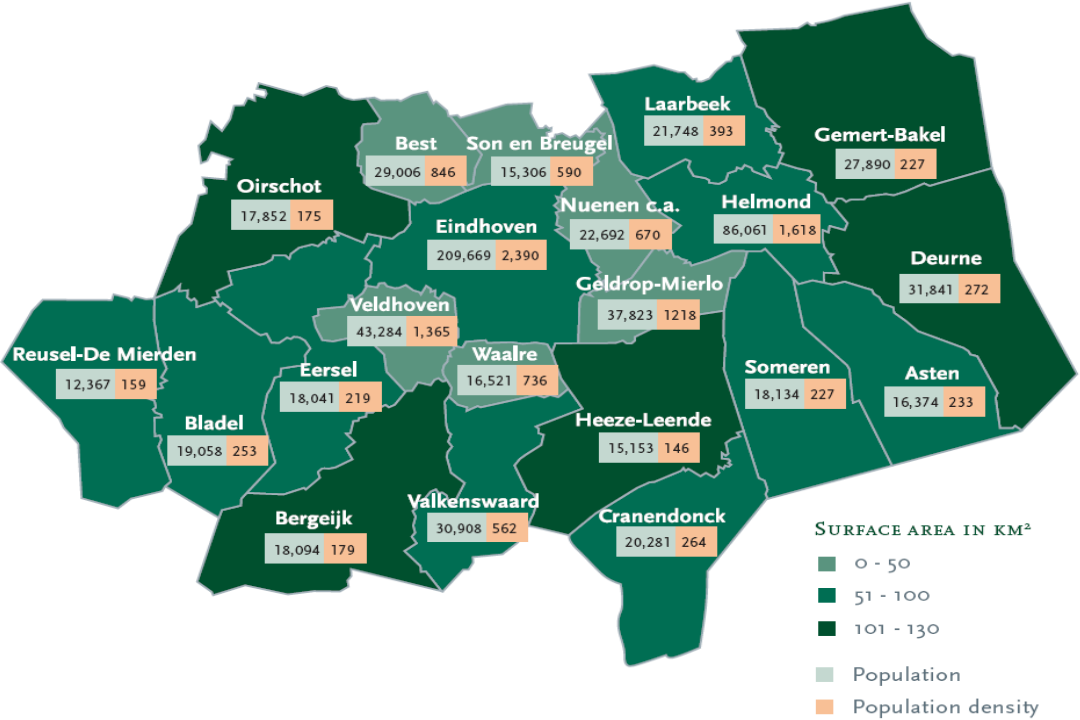 Laarbeek
21,748 393
Gemert-Bakel
27,890 227
Best
29,006 846
Son en Breugel
15,306 590
Oirschot
17,852 175
Nuenen c.a.
22,692 670
Helmond
86,061 1,618
Eindhoven
209,669 2,390
Deurne
31,841 272
Geldrop-Mierlo
37,823 1218
Veldhoven
43,284 1,365
Reusel-De Mierden
12,367 159
Waalre
16,521 736
Eersel
18,041 219
Someren
18,134 227
Asten
16,374 233
Bladel
19,058 253
Heeze-Leende
15,153 146
Valkenswaard
30,908 562
Bergeijk
18,094 179
Cranendonck
20,281 264
Surface area in km²
0 - 50
51 - 100
101 - 130
Population
Population density